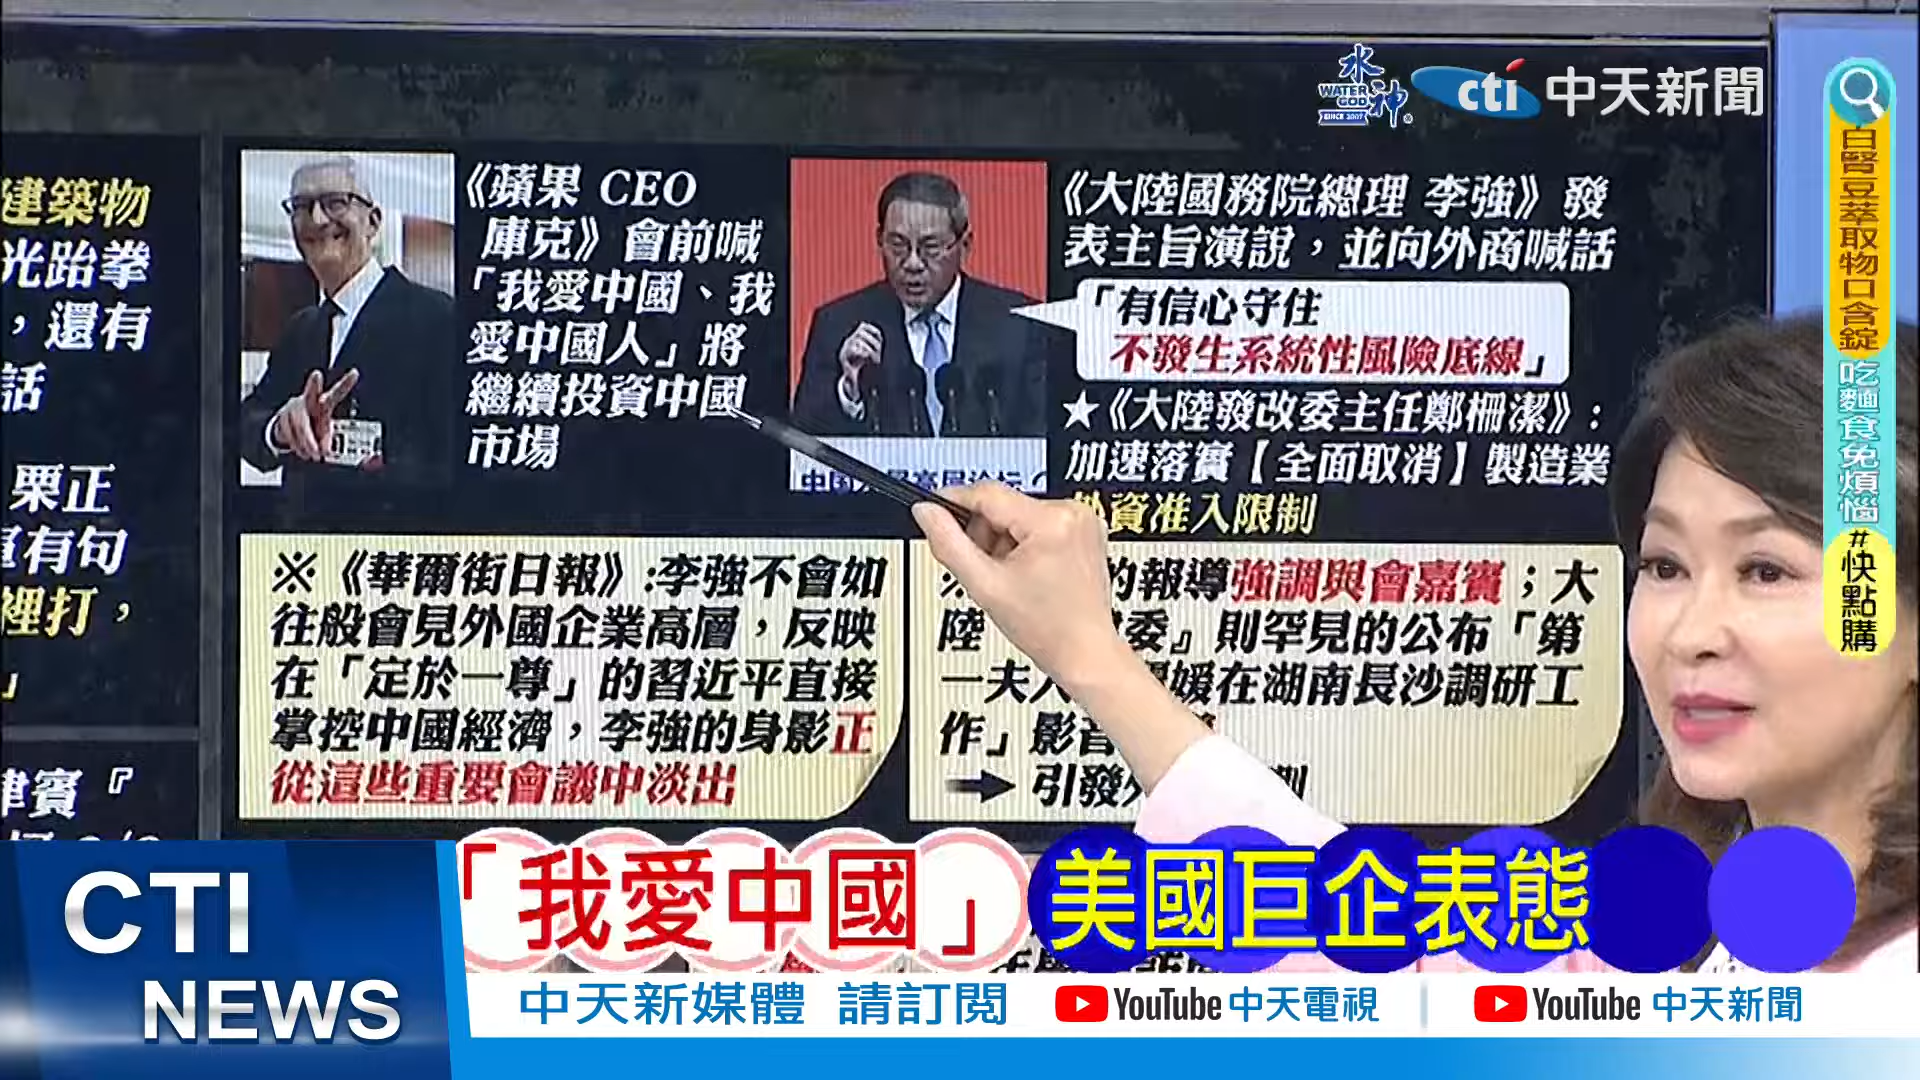 水神
WATER GOD
SINCE 2007
cti 中天新聞
白腎豆萃取物口含錠
吃麵食免煩惱
#快點購
建築物
光跆拳
，還有
話
栗正
有句
裡打，
」
《蘋果 CEO
庫克》會前喊
「我愛中國、我
愛中國人」將
繼續投資中國
市場
《大陸國務院總理 李強》發
表主旨演說，並向外商喊話
「有信心守住
不發生系統性風險底線」
★《大陸發改委主任鄭柵潔》:
加速落實【全面取消】製造業
外資准入限制
※《華爾街日報》:李強不會如
往般會見外國企業高層，反映
在「定於一尊」的習近平直接
掌控中國經濟，李強的身影正
從這些重要會議中淡出
的報導強調與會嘉賓；大
陸 委』則罕見的公布「第
一夫人 媛在湖南長沙調研工
作」影音
➡ 引發外
「我愛中國」美國巨企表態
CTI
NEWS
中天新媒體 請訂閱 YouTube 中天電視 | YouTube 中天新聞